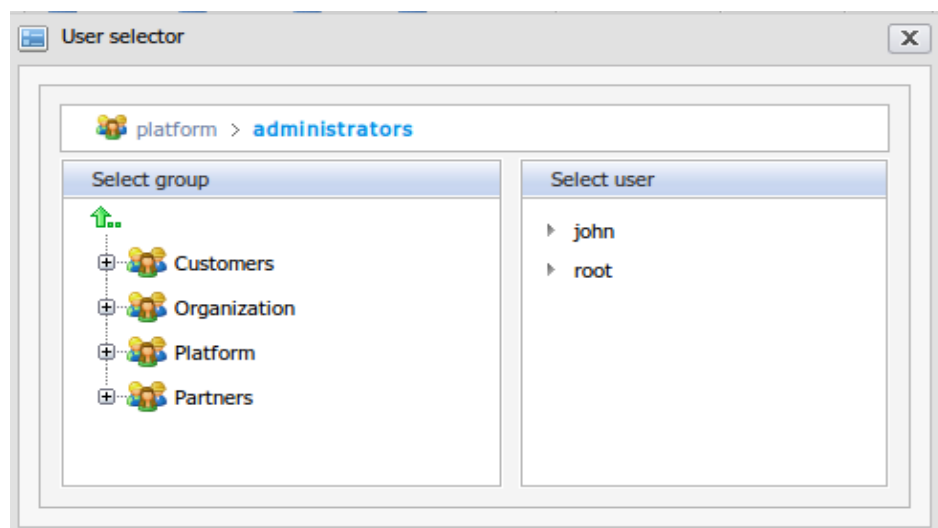 User selector
platform > administrators
Select group
Customers
Organization
Platform
Partners
Select user
john
root